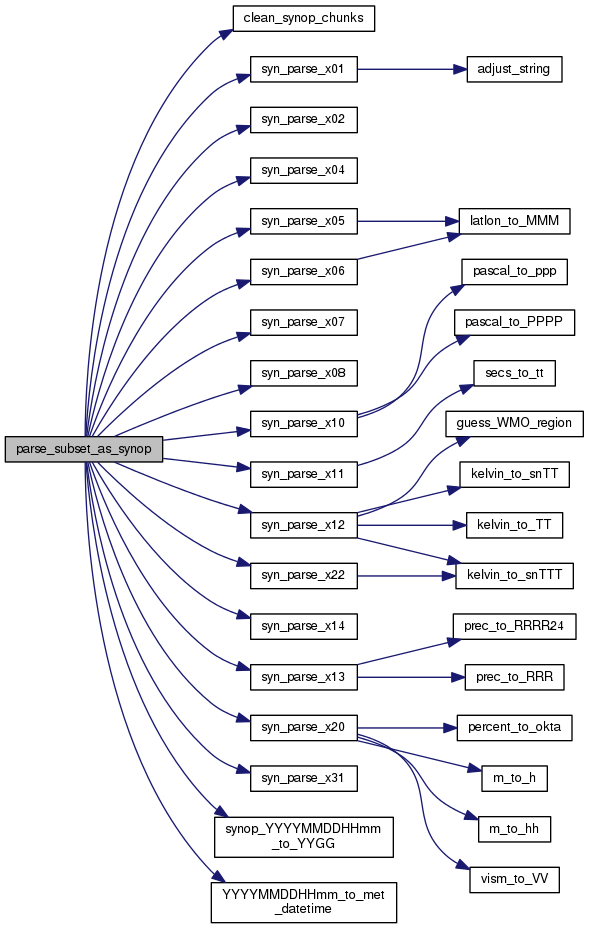 clean_synop_chunks
syn_parse_x01
adjust_string
syn_parse_x02
syn_parse_x04
syn_parse_x05
latlon_to_MMM
syn_parse_x06
pascal_to_ppp
syn_parse_x07
pascal_to_PPPP
syn_parse_x08
secs_to_tt
syn_parse_x10
guess_WMO_region
parse_subset_as_synop
syn_parse_x11
kelvin_to_snTT
syn_parse_x12
kelvin_to_TT
syn_parse_x22
kelvin_to_snTTT
syn_parse_x14
prec_to_RRRR24
syn_parse_x13
prec_to_RRR
syn_parse_x20
percent_to_okta
syn_parse_x31
m_to_h
synop_YYYYMMDDHHmm
_to_YYGG
m_to_hh
vism_to_VV
YYYYMMDDHHmm_to_met
_datetime